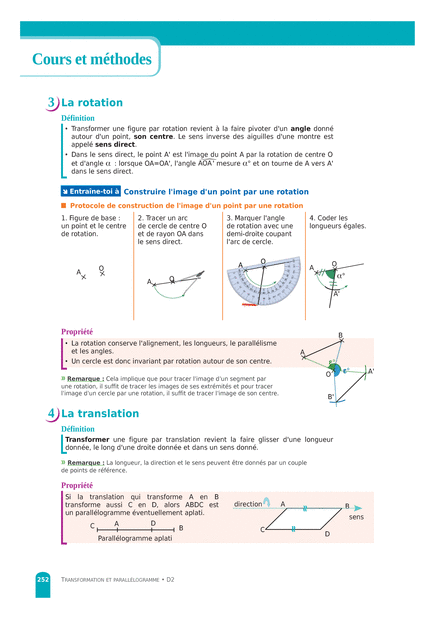 Cours et méthodes
3 La rotation
Définition
• Transformer une figure par rotation revient à la faire pivoter d'un angle donné
autour d'un point, son centre. Le sens inverse des aiguilles d'une montre est
appelé sens direct.
• Dans le sens direct, le point A' est l'image du point A par la rotation de centre O
et d'angle α : lorsque OA=OA', l'angle AOA' mesure α° et on tourne de A vers A'
dans le sens direct.
Entraîne-toi à Construire l'image d'un point par une rotation
Protocole de construction de l'image d'un point par une rotation
1. Figure de base :
un point et le centre
de rotation.
2. Tracer un arc
de cercle de centre O
et de rayon OA dans
le sens direct.
3. Marquer l'angle
de rotation avec une
demi-droite coupant
l'arc de cercle.
4. Coder les
longueurs égales.
A O
A O
A O
A O α° A'
Propriété
• La rotation conserve l'alignement, les longueurs, le parallélisme
et les angles.
• Un cercle est donc invariant par rotation autour de son centre.
B
A
O
A'
B'
Remarque : Cela implique que pour tracer l'image d'un segment par
une rotation, il suffit de tracer les images de ses extrémités et pour tracer
l'image d'un cercle par une rotation, il suffit de tracer l'image de son centre.
4 La translation
Définition
Transformer une figure par translation revient la faire glisser d'une longueur
donnée, le long d'une droite donnée et dans un sens donné.
Remarque : La longueur, la direction et le sens peuvent être donnés par un couple
de points de référence.
Propriété
Si la translation qui transforme A en B
transforme aussi C en D, alors ABDC est
un parallélogramme éventuellement aplati.
C A D B
Parallélogramme aplati
direction A B
sens
C D
252 TRANSFORMATION ET PARALLÉLOGRAMME • D2